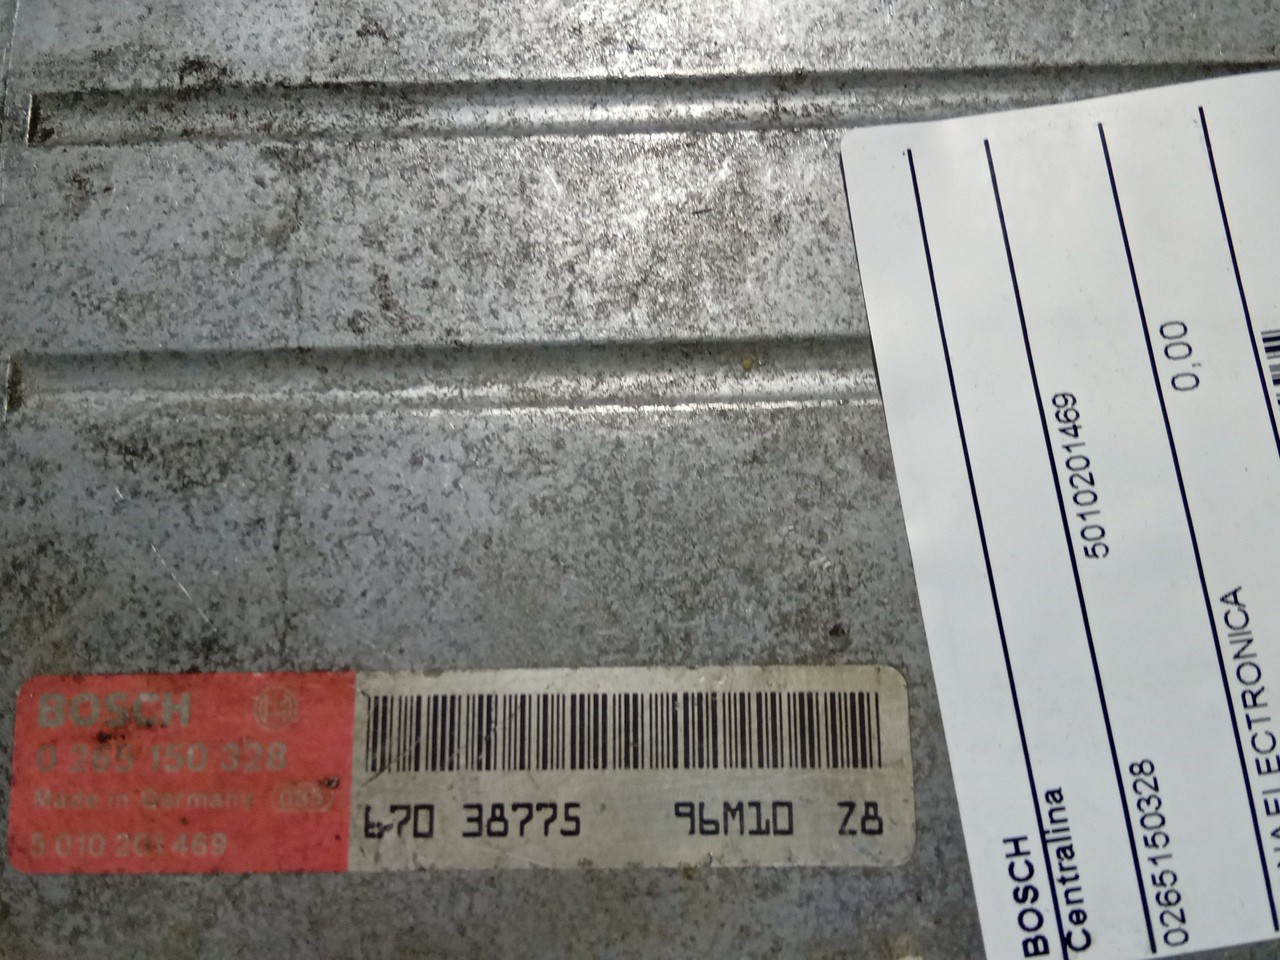 BOSCH
0 265 150 328
Made in Germany
5 010 201 469
670 38775 96M10 Z8
BOSCH
Centralina 5010201469
0265150328 0,00
ELECTRONICA